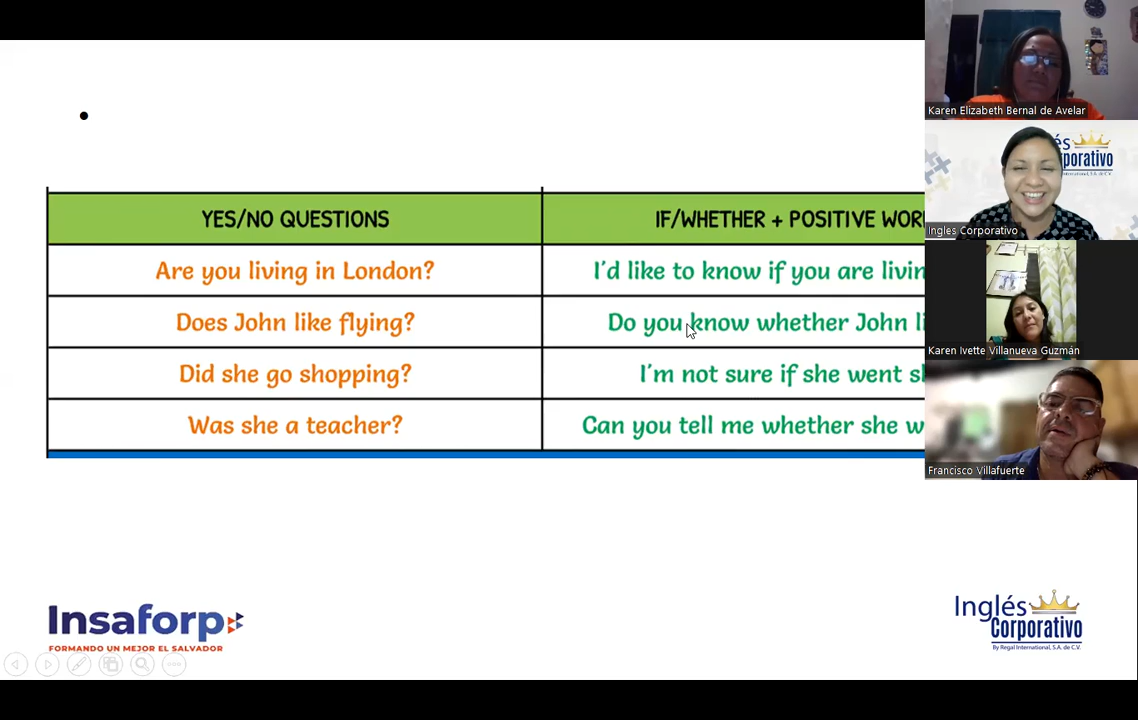 YES/NO QUESTIONS
IF/WHETHER + POSITIVE WOR
Are you living in London?
I'd like to know if you are livin
Does John like flying?
Do you know whether John li
Did she go shopping?
I'm not sure if she went s
Was she a teacher?
Can you tell me whether she w
Insaforp
FORMANDO UN MEJOR EL SALVADOR
Inglés
Corporativo
By Regal International, S.A. de C.V.
Karen Elizabeth Bernal de Avelar
és
porativo
Ingles Corporativo
Karen Ivette Villanueva Guzmán
Francisco Villafuerte